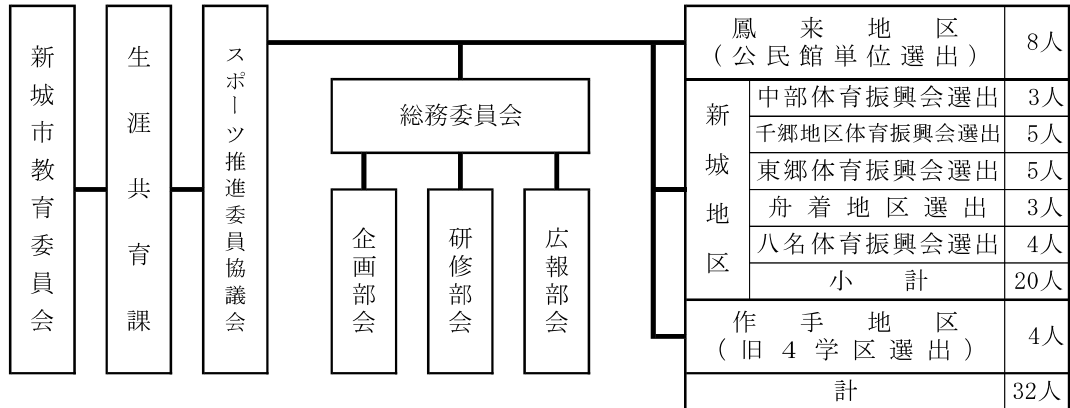 新城市教育委員会
生涯共育課
スポーツ推進委員協議会
総務委員会
企画部会
研修部会
広報部会
鳳来地区
(公民館単位選出)
8人
新城地区
中部体育振興会選出
3人
千郷地区体育振興会選出
5人
東郷体育振興会選出
5人
舟着地区選出
3人
八名体育振興会選出
4人
小計
20人
作手地区
(旧4学区選出)
4人
計
32人